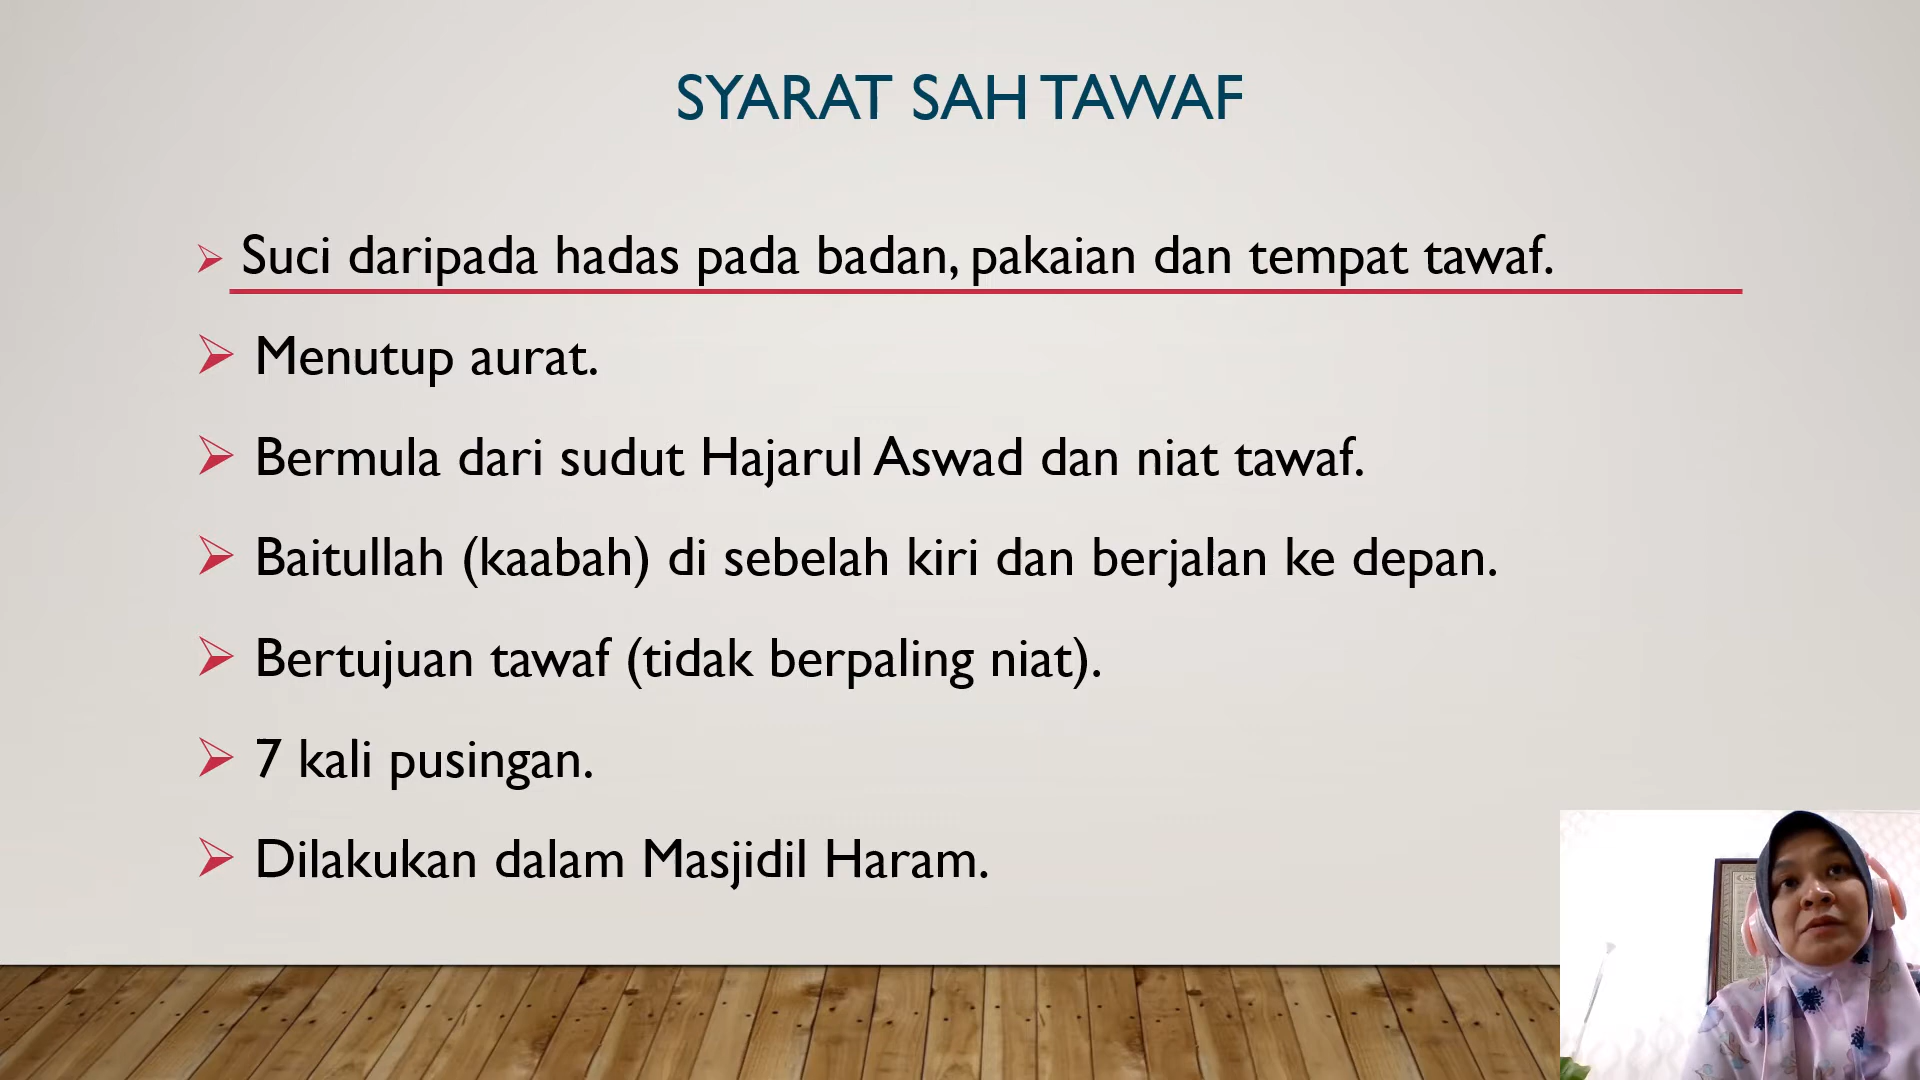 SYARAT SAH TAWAF
Suci daripada hadas pada badan, pakaian dan tempat tawaf.
Menutup aurat.
Bermula dari sudut Hajarul Aswad dan niat tawaf.
Baitullah (kaabah) di sebelah kiri dan berjalan ke depan.
Bertujuan tawaf (tidak berpaling niat).
7 kali pusingan.
Dilakukan dalam Masjidil Haram.